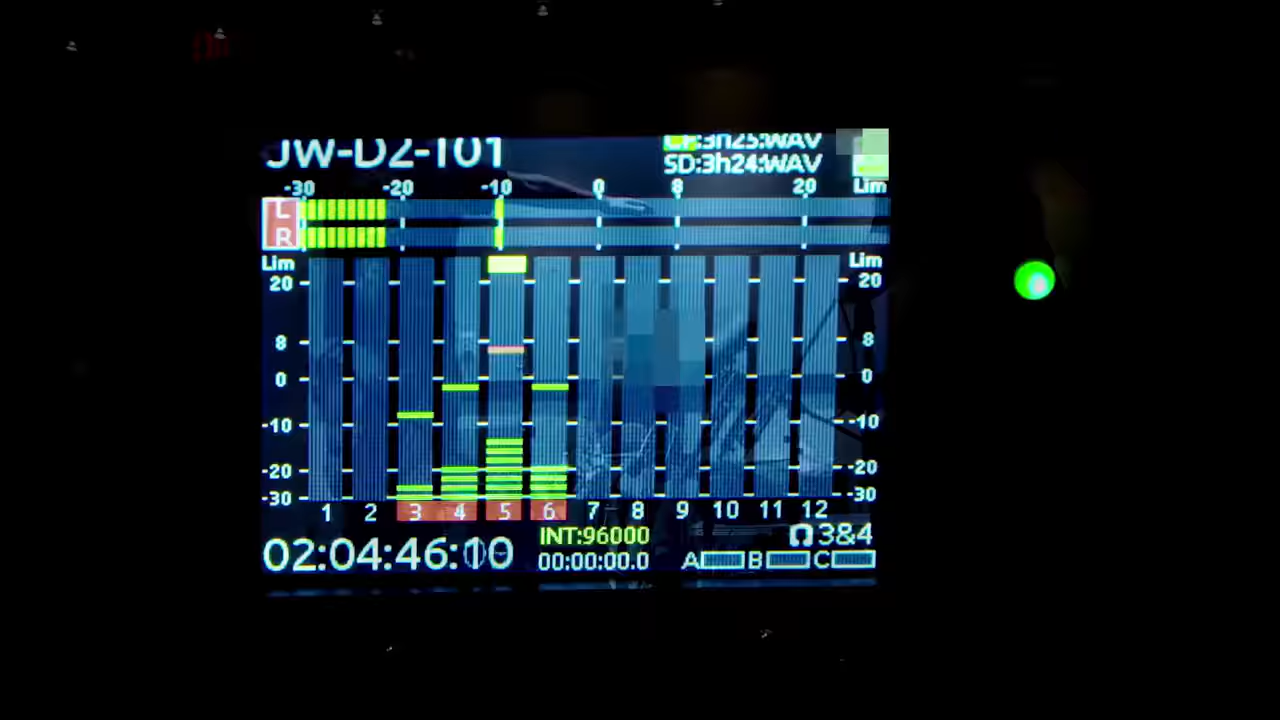 JW-D2-T01
CF:3h25:WAV
SD:3h24:WAV
-30 -20 -10 0 8 20 Lim
L
R
Lim Lim
20 20
8 8
0 0
-10 -10
-20 -20
-30 -30
1 2 3 4 5 6 7 8 9 10 11 12
INT:96000 3&4
02:04:46:10 00:00:00.0 A B C